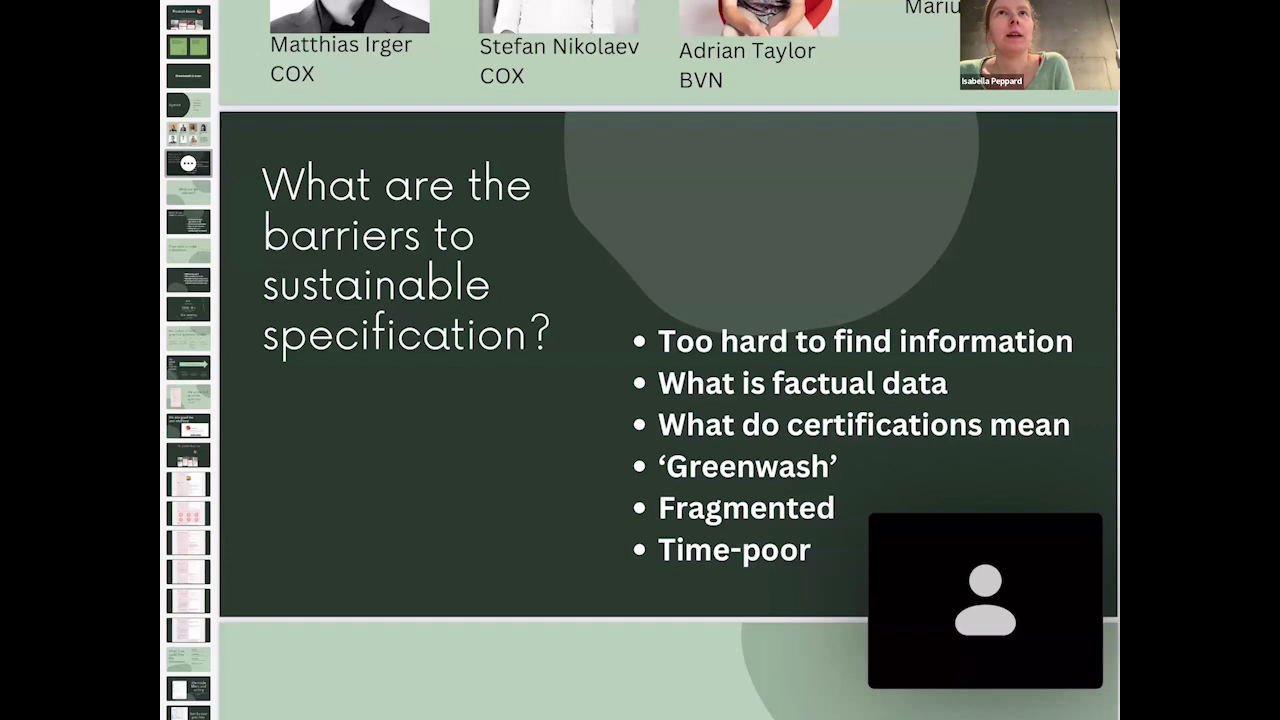 Matthias Irger
COX
Stefan Nikolaev
COX
Adrian Taylor
BVN
Mariu
Isabella Peppard
What are the
barriers to
sustainable
specification?
• Too hard to find information
• What is factual data
• What do certifications mean
• ‘Greenwash’
• Fragmented
• Time-poor